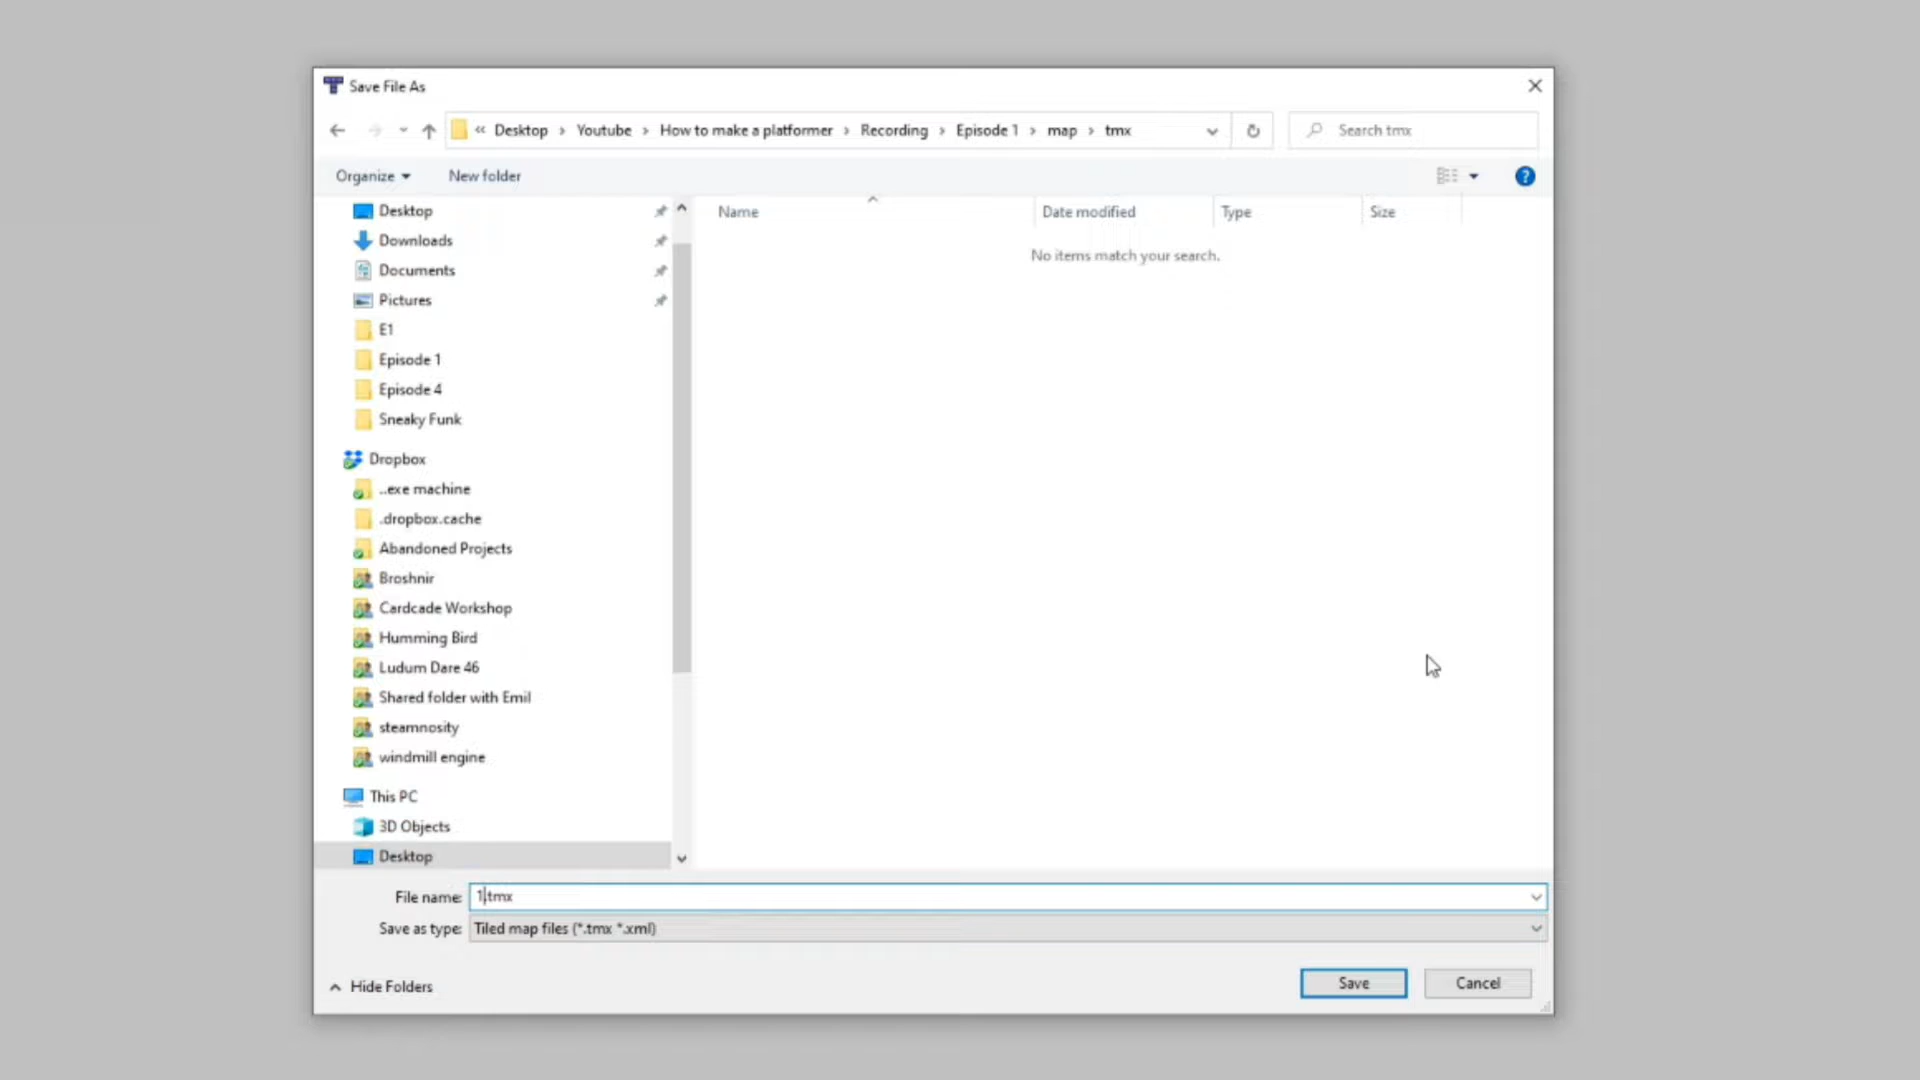 Save File As
« Desktop › Youtube › How to make a platformer › Recording › Episode 1 › map › tmx
Search tmx
Organize
New folder
?
Name
Date modified
Type
Size
No items match your search.
Desktop
Downloads
Documents
Pictures
E1
Episode 1
Episode 4
Sneaky Funk
Dropbox
..exe machine
.dropbox.cache
Abandoned Projects
Broshnir
Cardcade Workshop
Humming Bird
Ludum Dare 46
Shared folder with Emil
steamnosity
windmill engine
This PC
3D Objects
Desktop
File name: 1.tmx
Save as type: Tiled map files (*.tmx *.xml)
Hide Folders
Save
Cancel